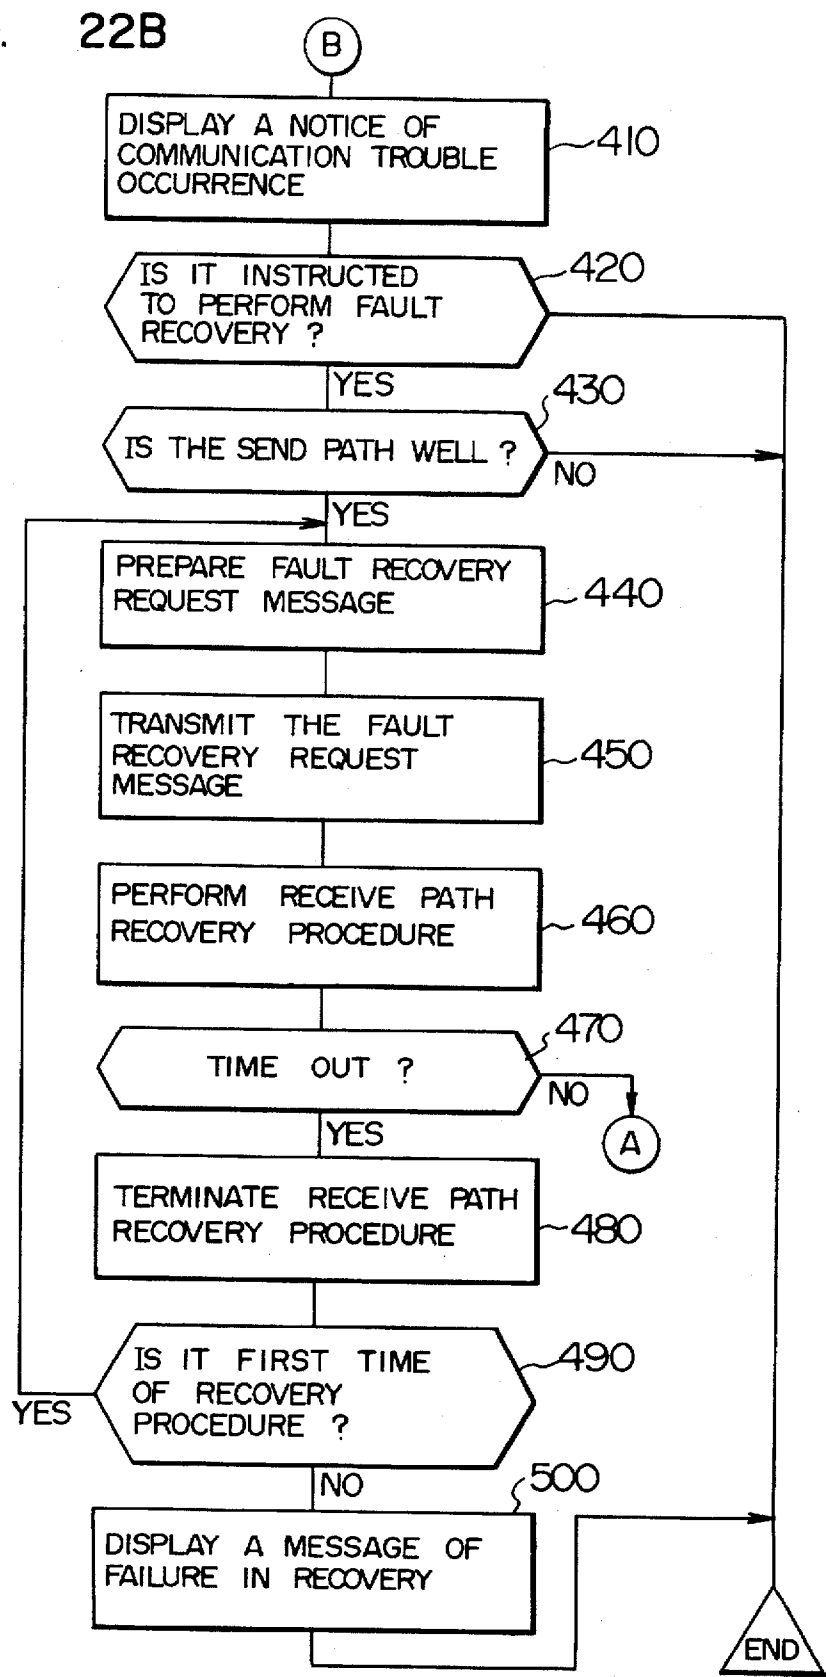 . 22B
B
DISPLAY A NOTICE OF
COMMUNICATION TROUBLE
OCCURRENCE
410
IS IT INSTRUCTED
TO PERFORM FAULT
RECOVERY ?
420
YES
430
IS THE SEND PATH WELL ?
NO
YES
PREPARE FAULT RECOVERY
REQUEST MESSAGE
440
TRANSMIT THE FAULT
RECOVERY REQUEST
MESSAGE
450
PERFORM RECEIVE PATH
RECOVERY PROCEDURE
460
470
TIME OUT ?
NO
A
YES
TERMINATE RECEIVE PATH
RECOVERY PROCEDURE
480
IS IT FIRST TIME
OF RECOVERY
PROCEDURE ?
490
YES
NO
500
DISPLAY A MESSAGE OF
FAILURE IN RECOVERY
END